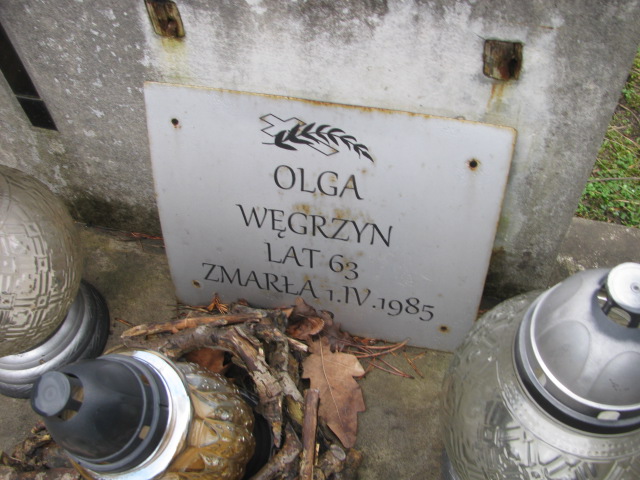 OLGA
WĘGRZYN
LAT 63
ZMARŁA 1.IV.1985